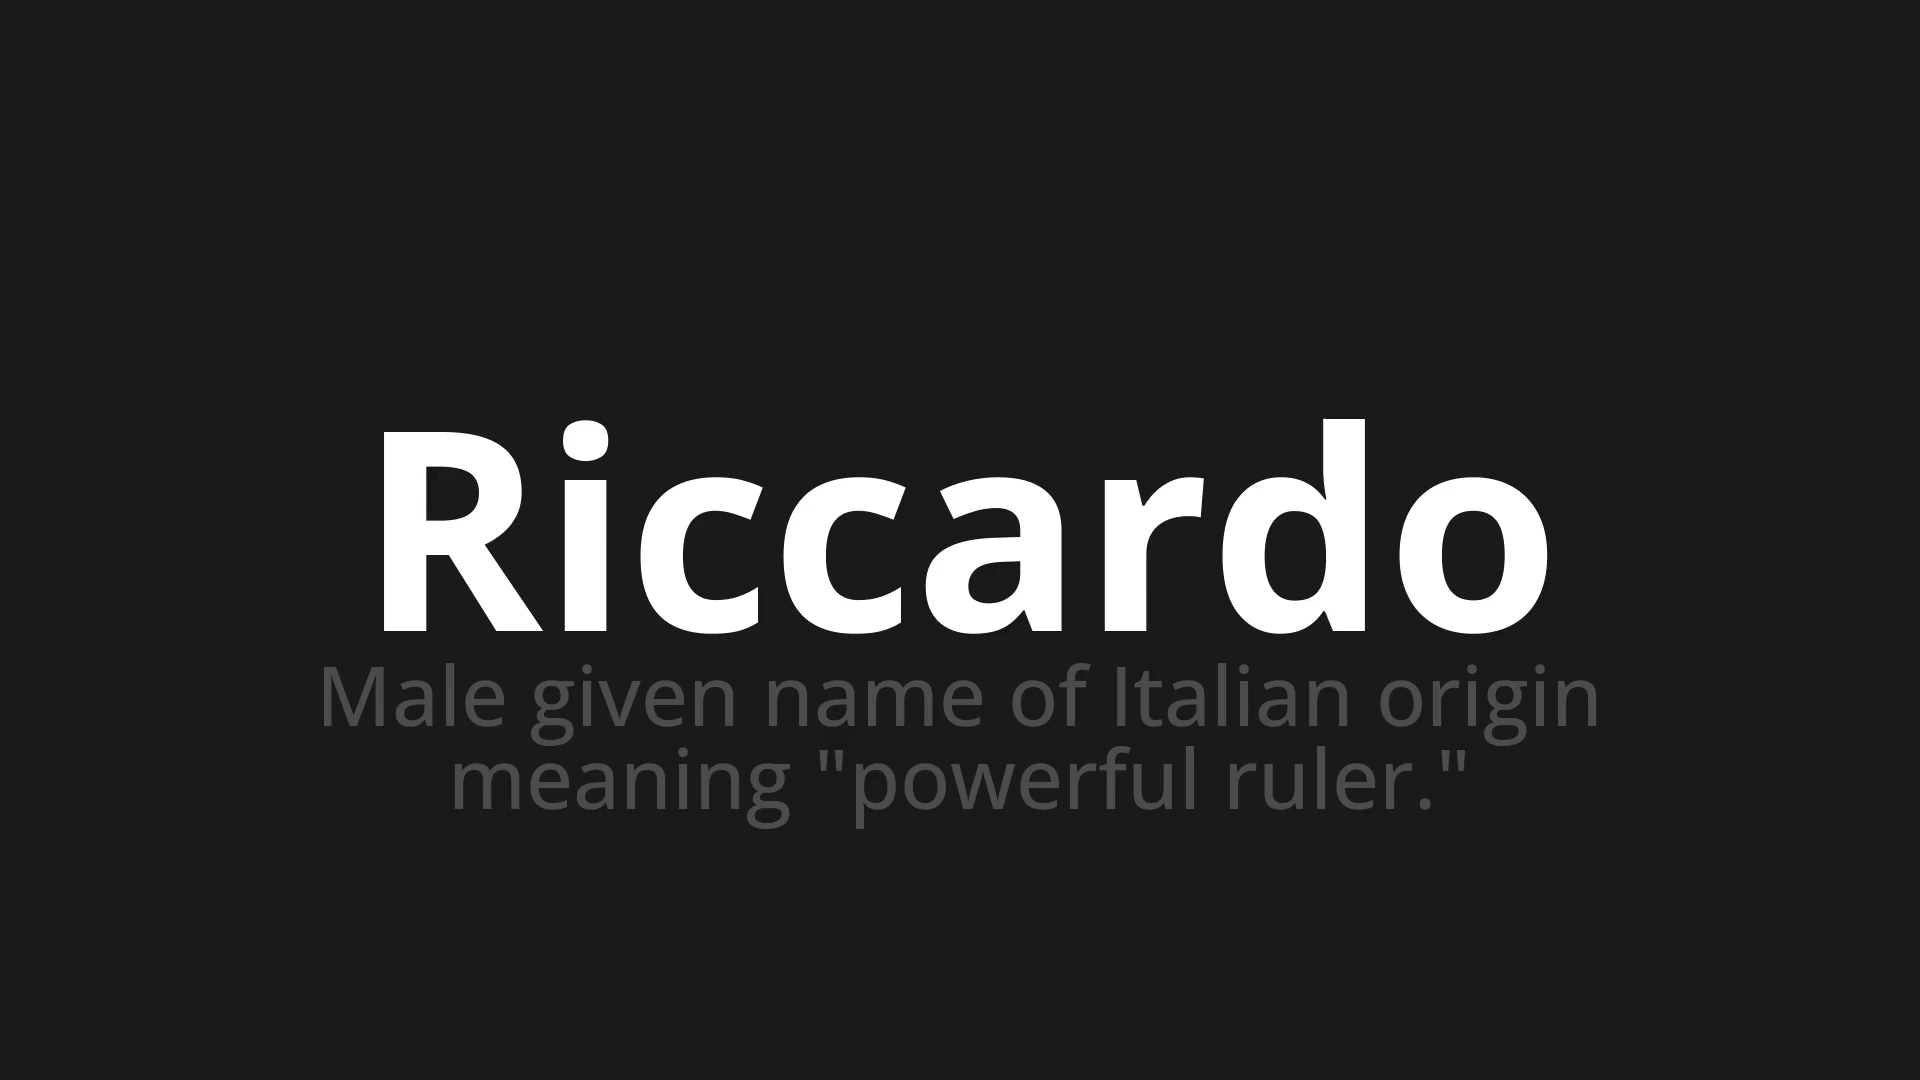 Riccardo
Male given name of Italian origin
meaning "powerful ruler."